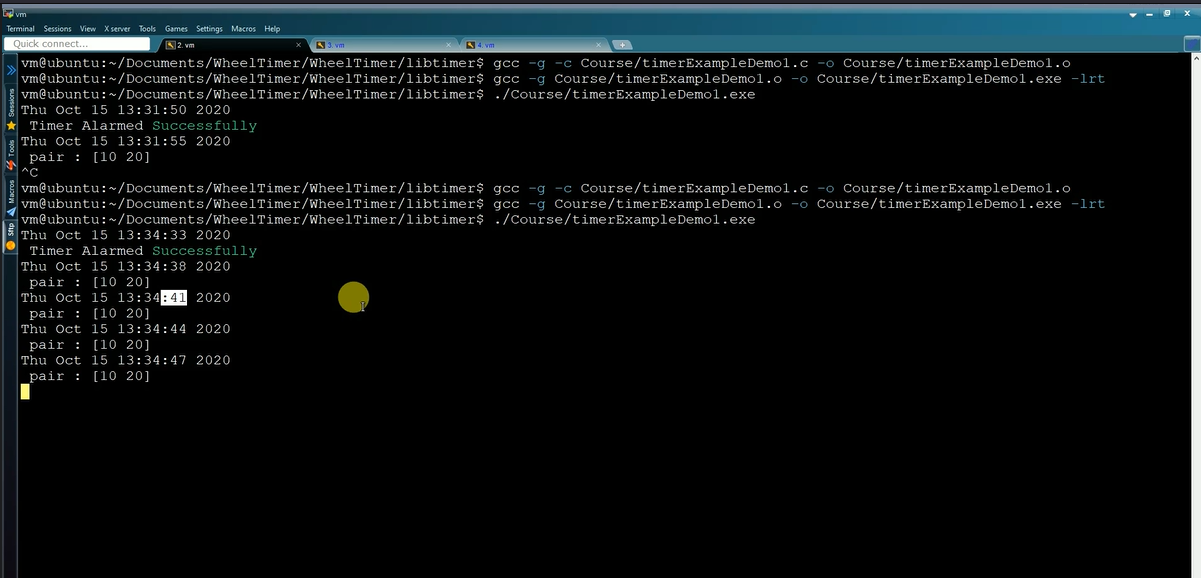 vm
Terminal Sessions View X server Tools Games Settings Macros Help
Quick connect... 2. vm 3. vm 4. vm
Sessions
Tools
Macros
Sftp
vm@ubuntu:~/Documents/WheelTimer/WheelTimer/libtimer$ gcc -g -c Course/timerExampleDemo1.c -o Course/timerExampleDemo1.o
vm@ubuntu:~/Documents/WheelTimer/WheelTimer/libtimer$ gcc -g Course/timerExampleDemo1.o -o Course/timerExampleDemo1.exe -lrt
vm@ubuntu:~/Documents/WheelTimer/WheelTimer/libtimer$ ./Course/timerExampleDemo1.exe
Thu Oct 15 13:31:50 2020
Timer Alarmed Successfully
Thu Oct 15 13:31:55 2020
pair : [10 20]
^C
vm@ubuntu:~/Documents/WheelTimer/WheelTimer/libtimer$ gcc -g -c Course/timerExampleDemo1.c -o Course/timerExampleDemo1.o
vm@ubuntu:~/Documents/WheelTimer/WheelTimer/libtimer$ gcc -g Course/timerExampleDemo1.o -o Course/timerExampleDemo1.exe -lrt
vm@ubuntu:~/Documents/WheelTimer/WheelTimer/libtimer$ ./Course/timerExampleDemo1.exe
Thu Oct 15 13:34:33 2020
Timer Alarmed Successfully
Thu Oct 15 13:34:38 2020
pair : [10 20]
Thu Oct 15 13:34:41 2020
pair : [10 20]
Thu Oct 15 13:34:44 2020
pair : [10 20]
Thu Oct 15 13:34:47 2020
pair : [10 20]